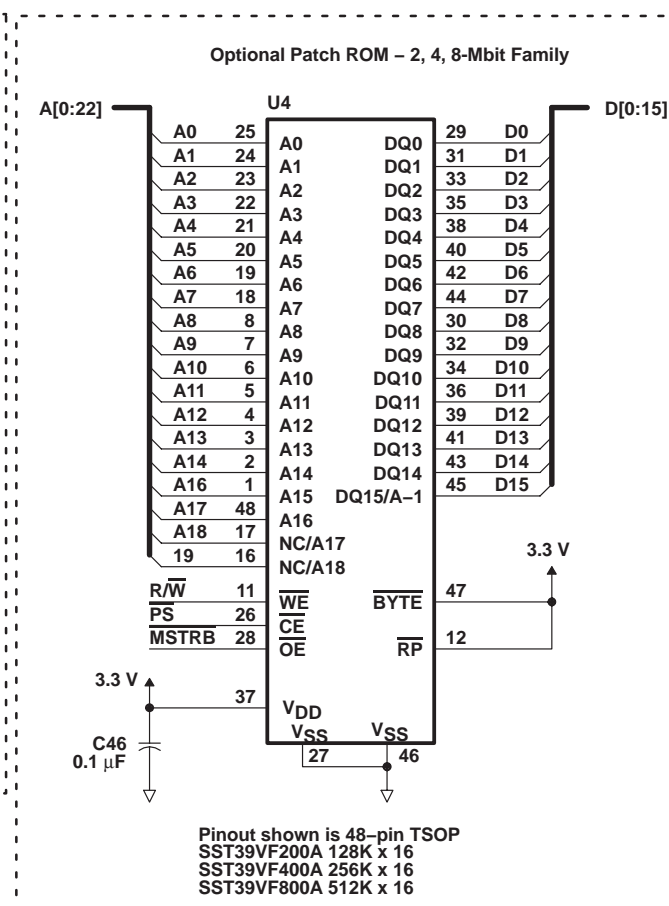 Optional Patch ROM – 2, 4, 8-Mbit Family
U4
A[0:22] D[0:15]
A0 25 A0 DQ0 29 D0
A1 24 A1 DQ1 31 D1
A2 23 A2 DQ2 33 D2
A3 22 A3 DQ3 35 D3
A4 21 A4 DQ4 38 D4
A5 20 A5 DQ5 40 D5
A6 19 A6 DQ6 42 D6
A7 18 A7 DQ7 44 D7
A8 8 A8 DQ8 30 D8
A9 7 A9 DQ9 32 D9
A10 6 A10 DQ10 34 D10
A11 5 A11 DQ11 36 D11
A12 4 A12 DQ12 39 D12
A13 3 A13 DQ13 41 D13
A14 2 A14 DQ14 43 D14
A16 1 A15 DQ15/A–1 45 D15
A17 48 A16
A18 17 NC/A17
19 16 NC/A18
3.3 V
R/W 11 WE BYTE 47
PS 26 CE
MSTRB 28 OE RP 12
3.3 V
37 VDD
VSS VSS
27 46
C46
0.1 μF
Pinout shown is 48–pin TSOP
SST39VF200A 128K x 16
SST39VF400A 256K x 16
SST39VF800A 512K x 16